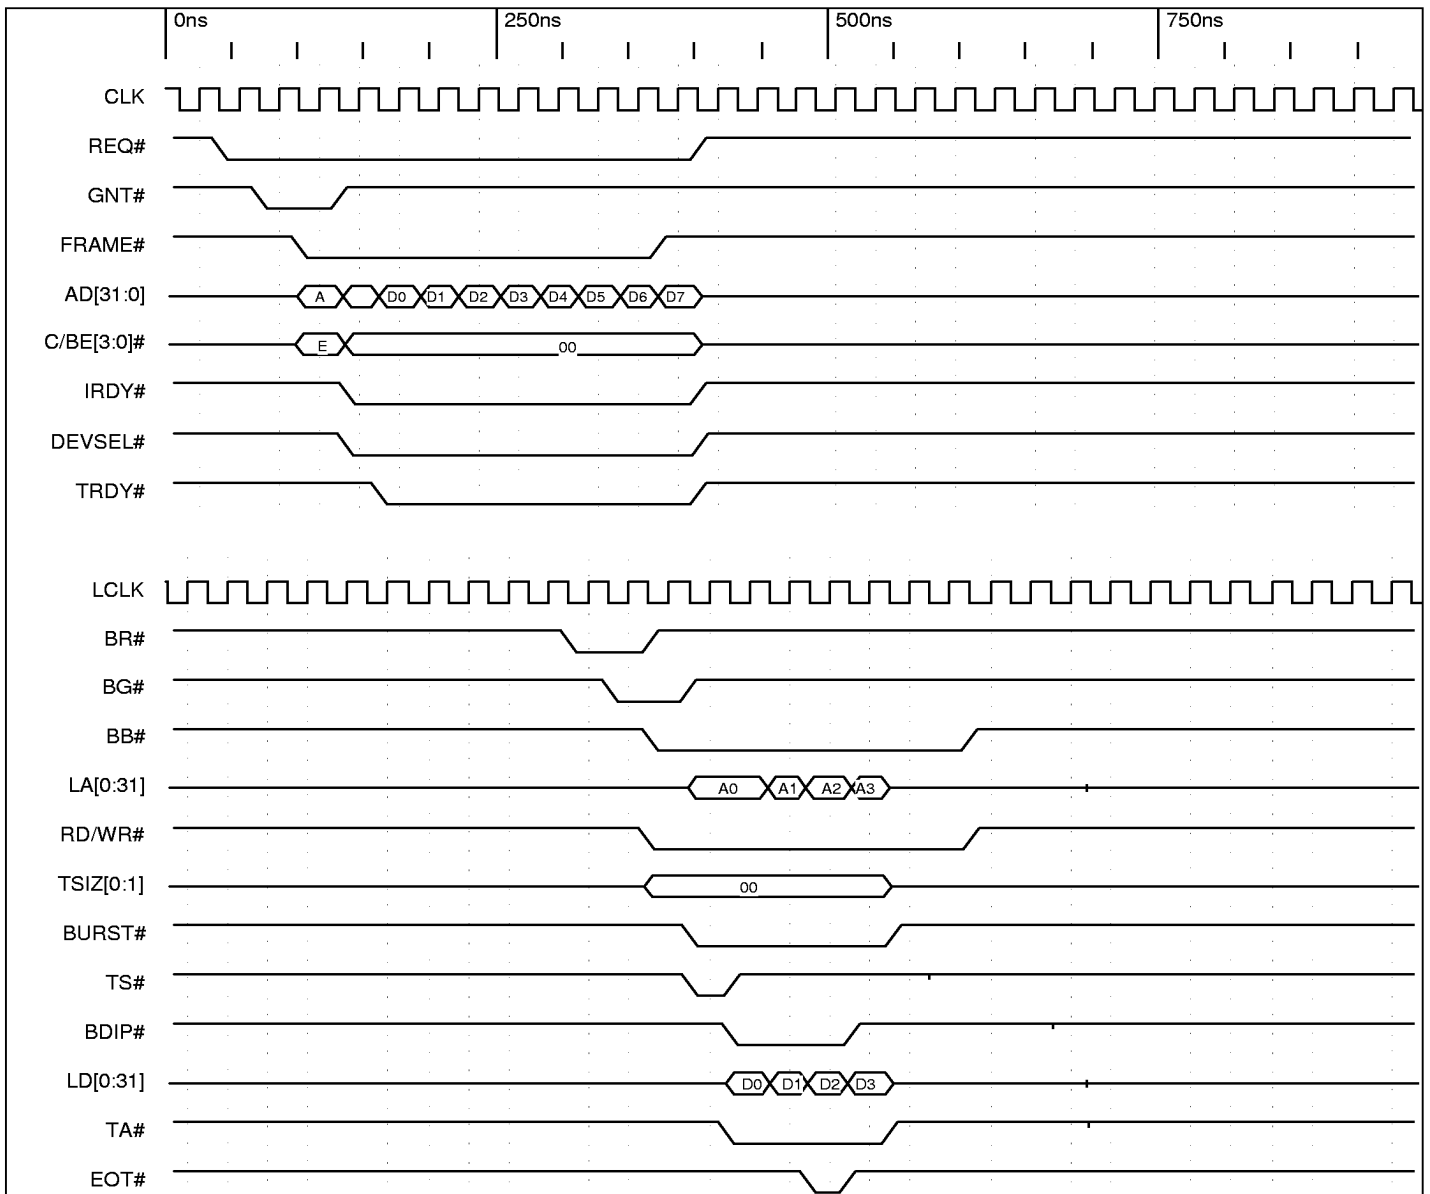 0ns 250ns 500ns 750ns
CLK
REQ#
GNT#
FRAME#
AD[31:0] A D0 D1 D2 D3 D4 D5 D6 D7
C/BE[3:0]# E 00
IRDY#
DEVSEL#
TRDY#
LCLK
BR#
BG#
BB#
LA[0:31] A0 A1 A2 A3
RD/WR#
TSIZ[0:1] 00
BURST#
TS#
BDIP#
LD[0:31] D0 D1 D2 D3
TA#
EOT#